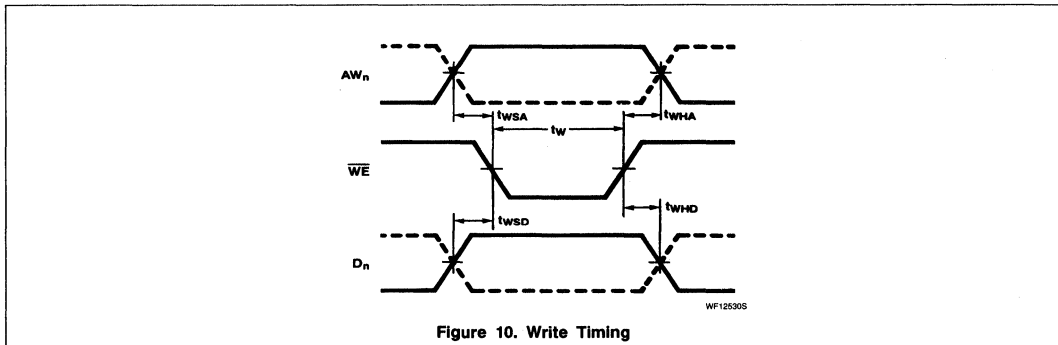 AWn
tWSA
tW
tWHA
WE
tWSD
tWHD
Dn
WF12530S
Figure 10. Write Timing